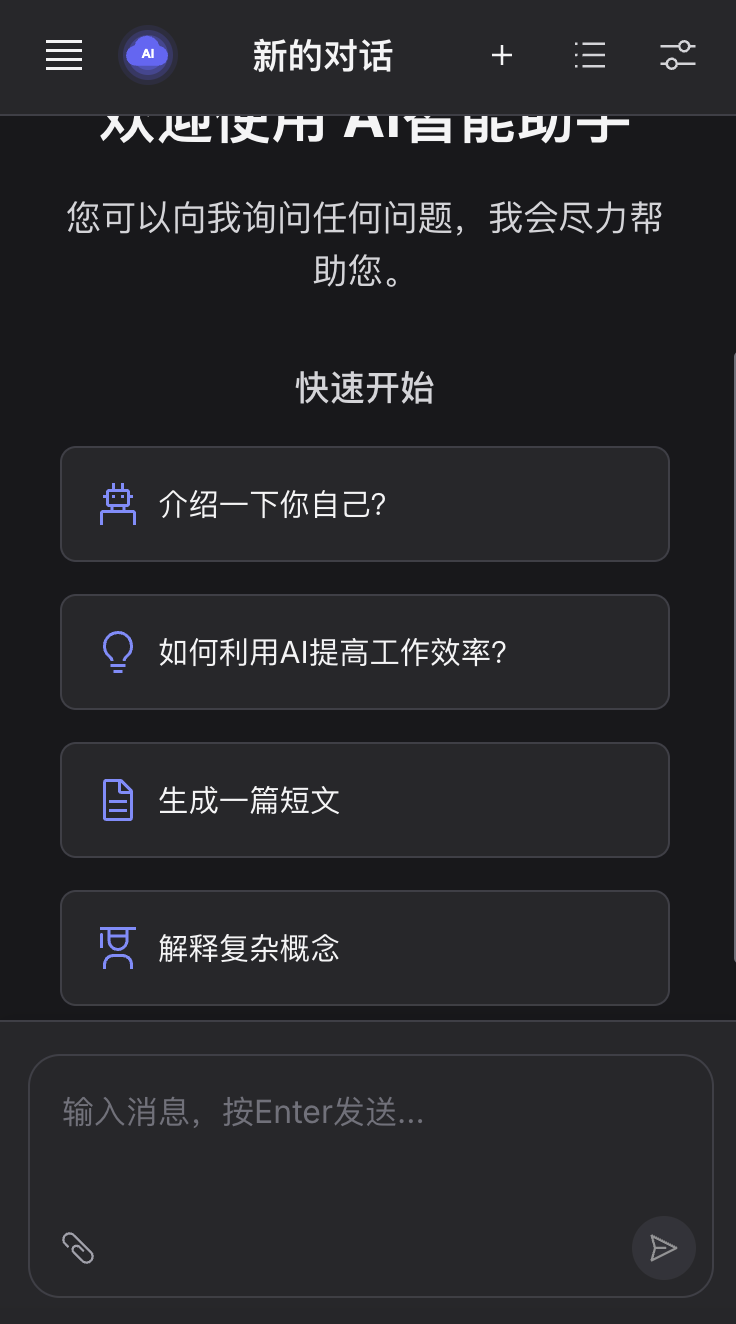 AI
新的对话
欢迎使用 AI智能助手
您可以向我询问任何问题，我会尽力帮
助您。
快速开始
介绍一下你自己?
如何利用AI提高工作效率?
生成一篇短文
解释复杂概念
输入消息，按Enter发送...